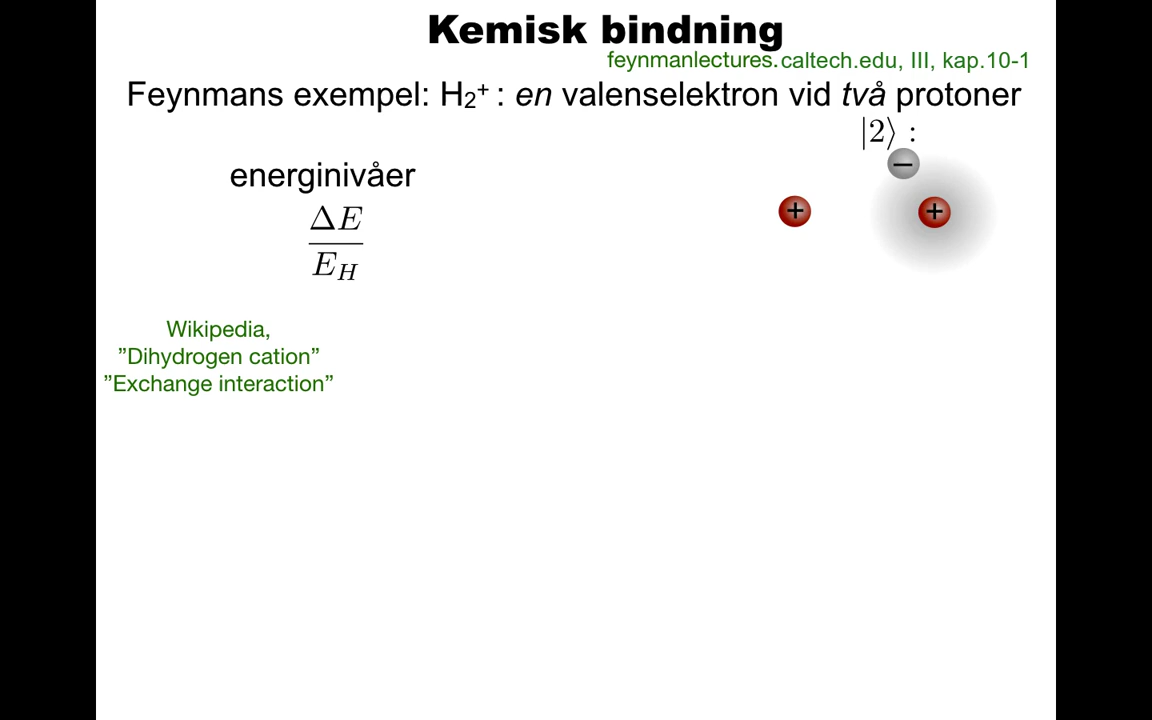 Kemisk bindning
feynmanlectures.caltech.edu, III, kap.10-1
Feynmans exempel: H₂⁺ : en valenselektron vid två protoner
|2⟩ :
−
energinivåer
+ +
ΔE
E_H
Wikipedia,
”Dihydrogen cation”
”Exchange interaction”